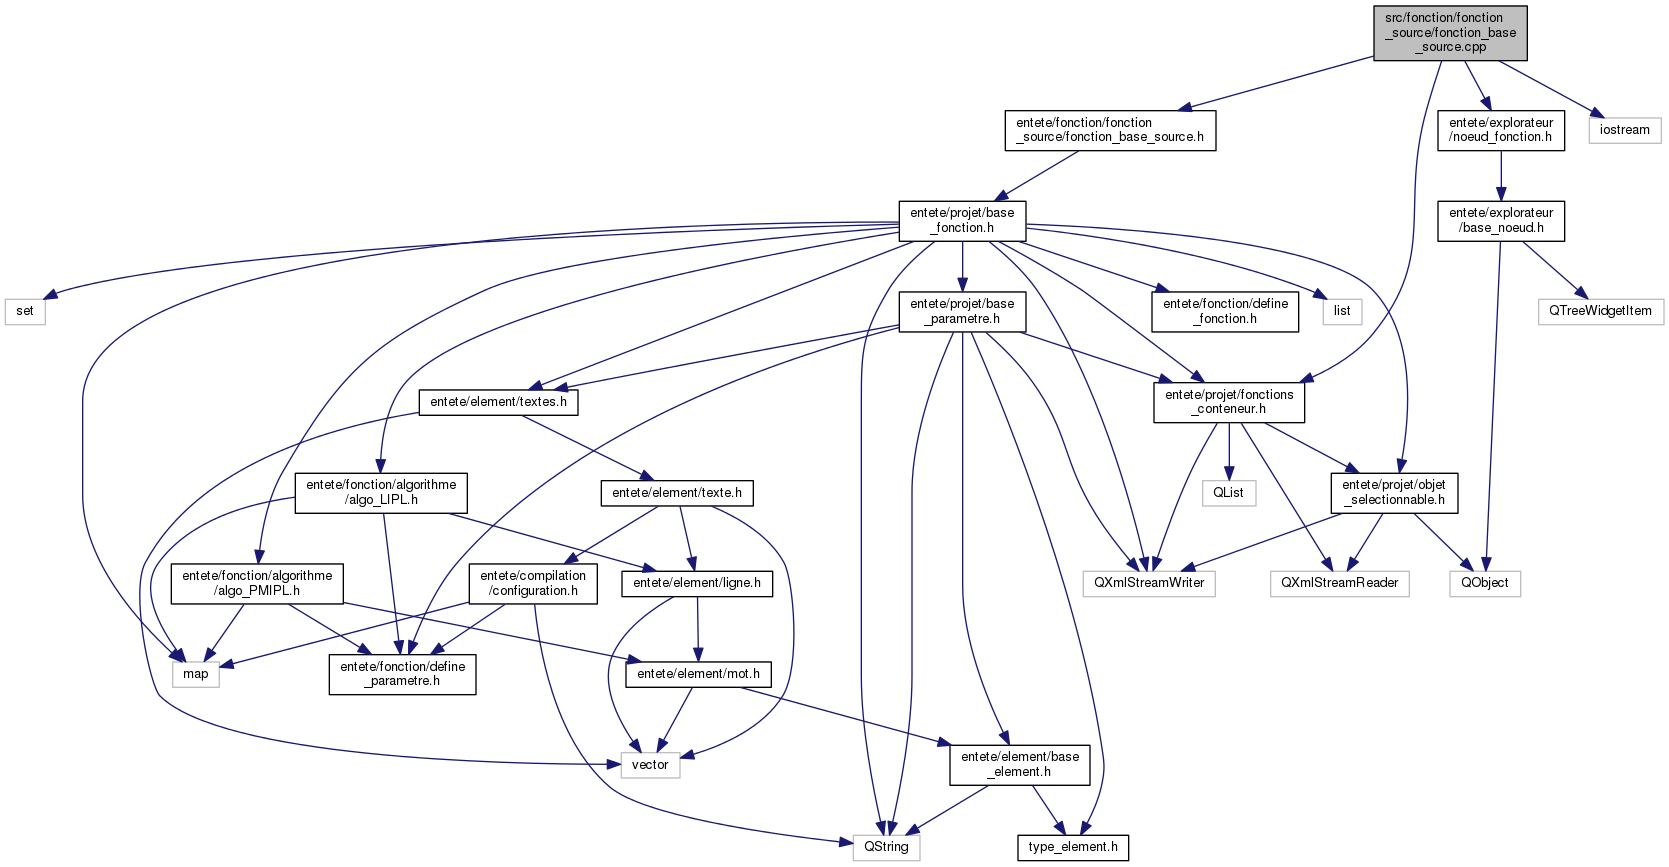 src/fonction/fonction
_source/fonction_base
_source.cpp
entete/fonction/fonction
_source/fonction_base_source.h
entete/explorateur
/noeud_fonction.h
iostream
entete/projet/base
_fonction.h
entete/explorateur
/base_noeud.h
set
entete/projet/base
_parametre.h
entete/fonction/define
_fonction.h
list
QTreeWidgetItem
entete/element/textes.h
entete/projet/fonctions
_conteneur.h
entete/fonction/algorithme
/algo_LIPL.h
entete/element/texte.h
QList
entete/projet/objet
_selectionnable.h
entete/fonction/algorithme
/algo_PMIPL.h
entete/compilation
/configuration.h
entete/element/ligne.h
QXmlStreamWriter
QXmlStreamReader
QObject
map
entete/fonction/define
_parametre.h
entete/element/mot.h
vector
entete/element/base
_element.h
QString
type_element.h